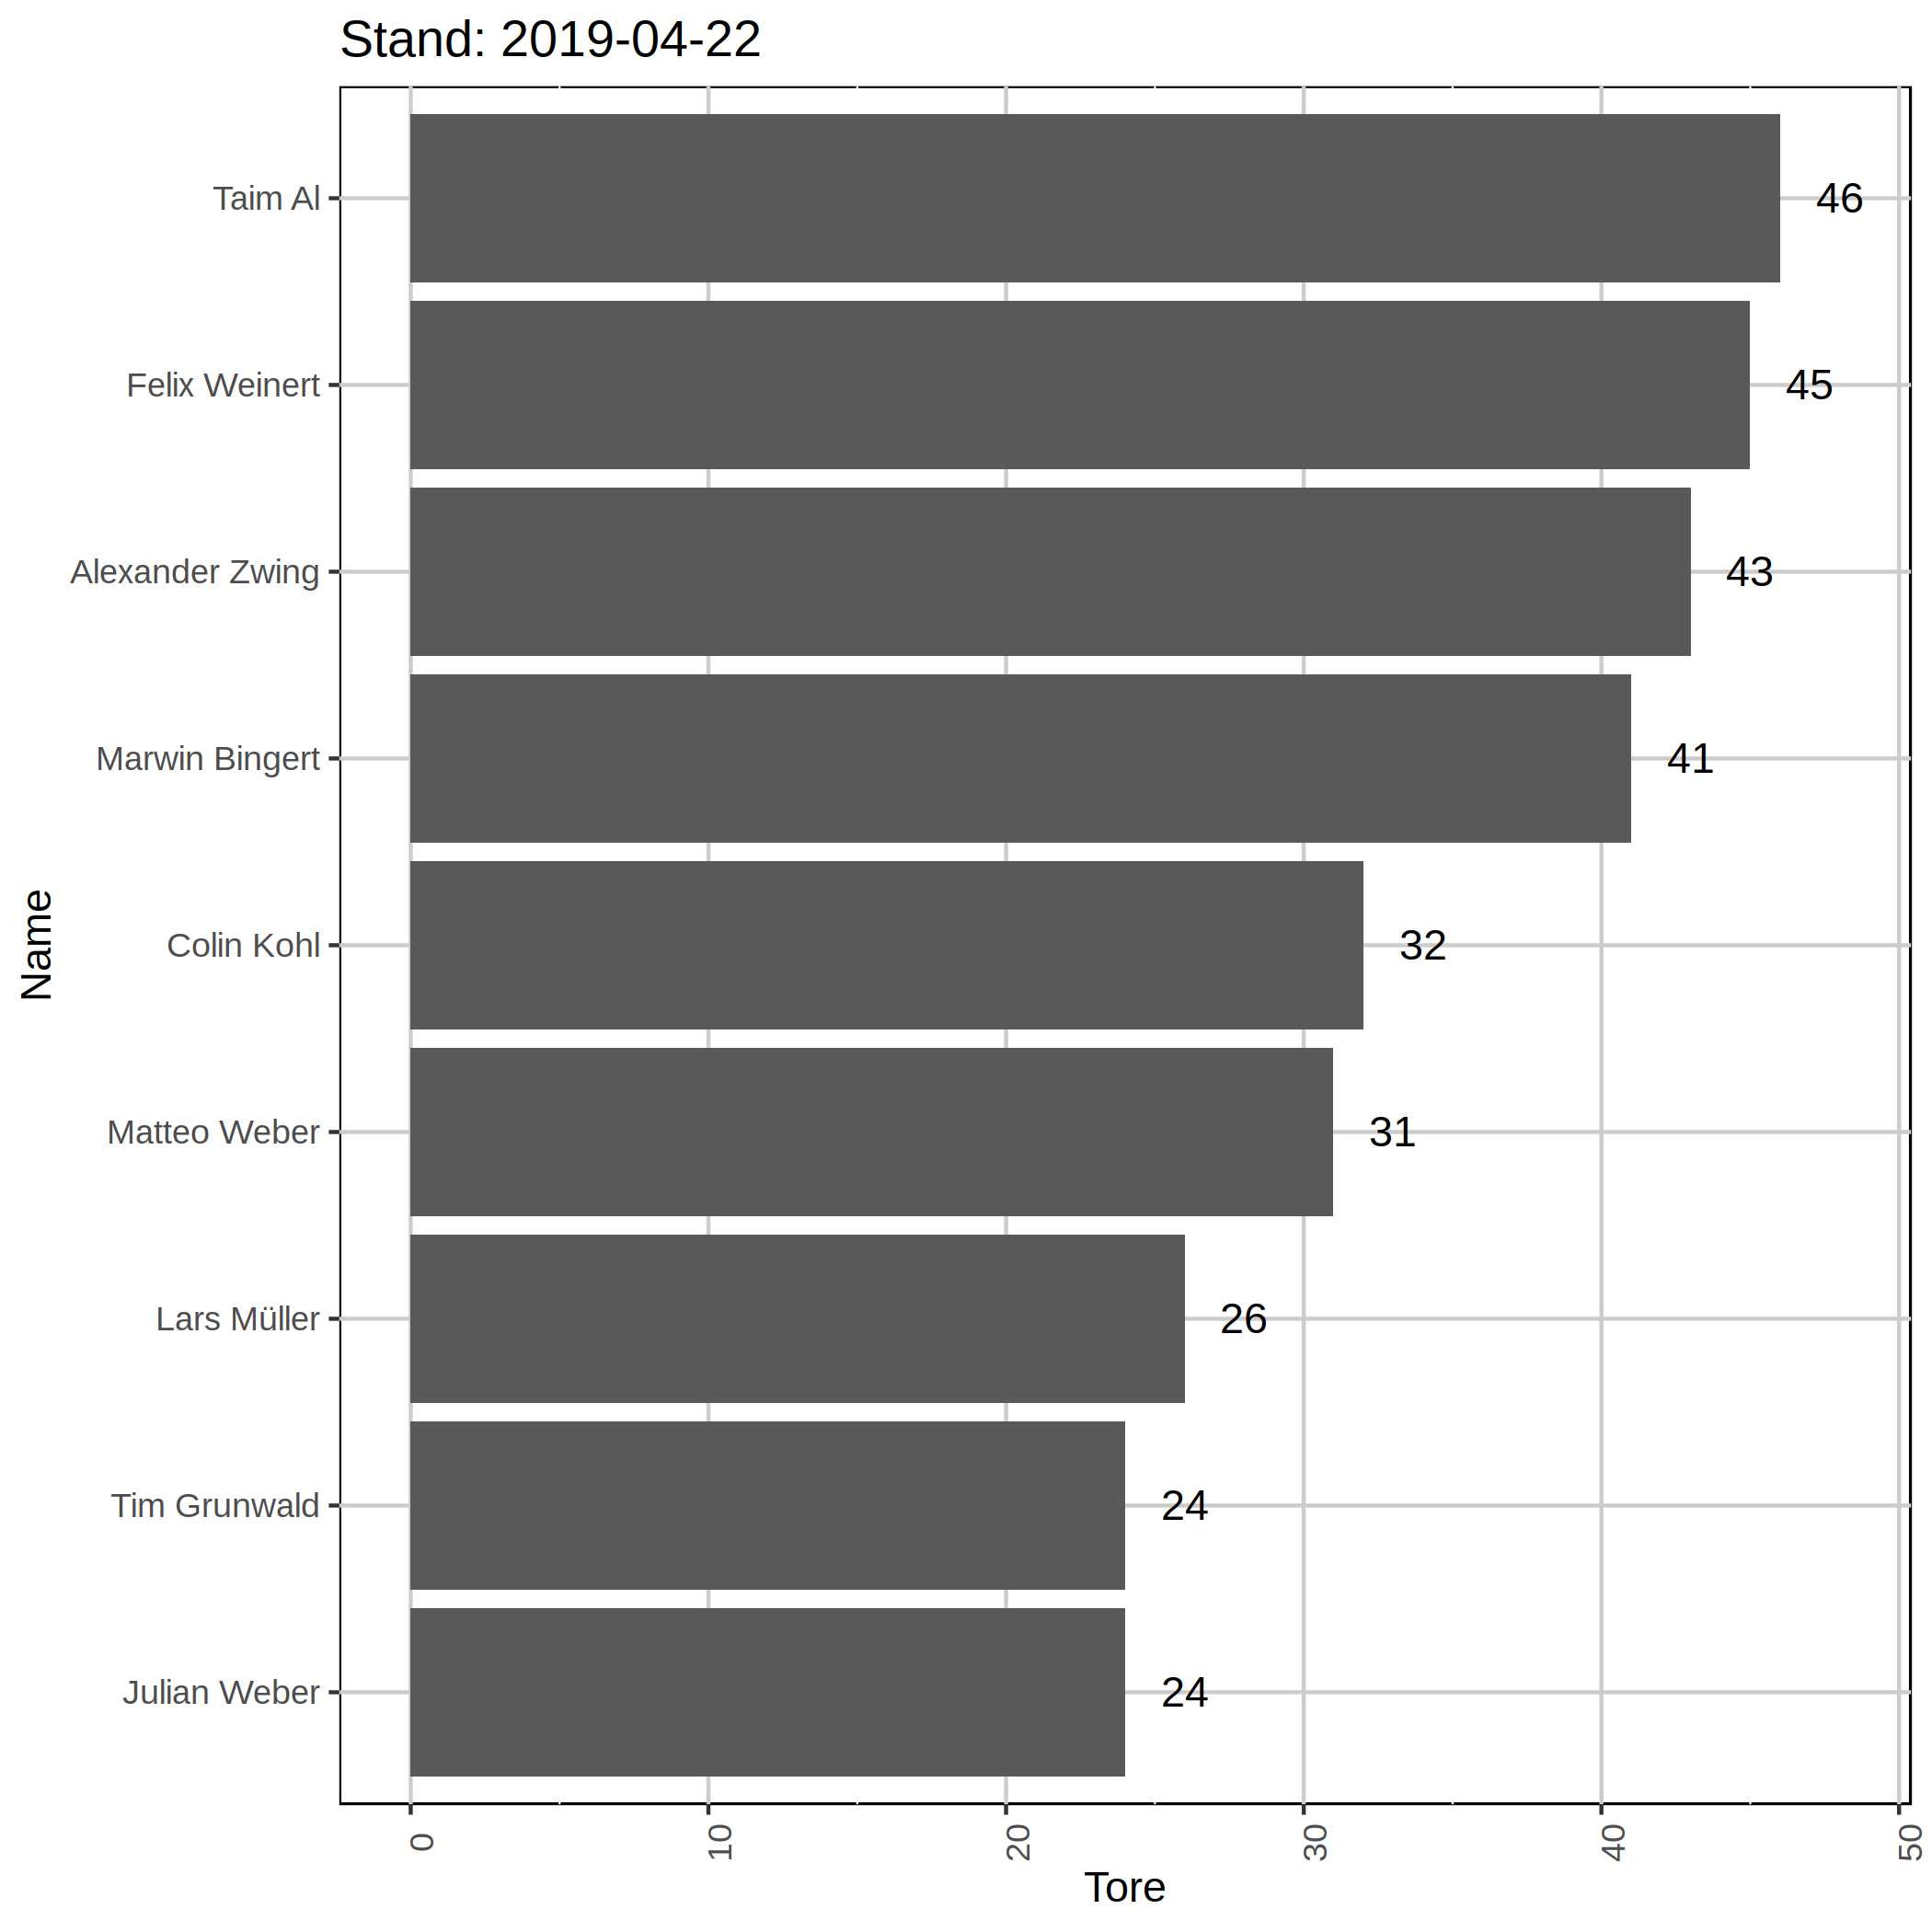 Stand: 2019-04-22
Taim Al
46
Felix Weinert
45
Alexander Zwing
43
Marwin Bingert
41
Colin Kohl
32
Matteo Weber
31
Lars Müller
26
Tim Grunwald
24
Julian Weber
24
Name
0
10
20
30
40
50
Tore